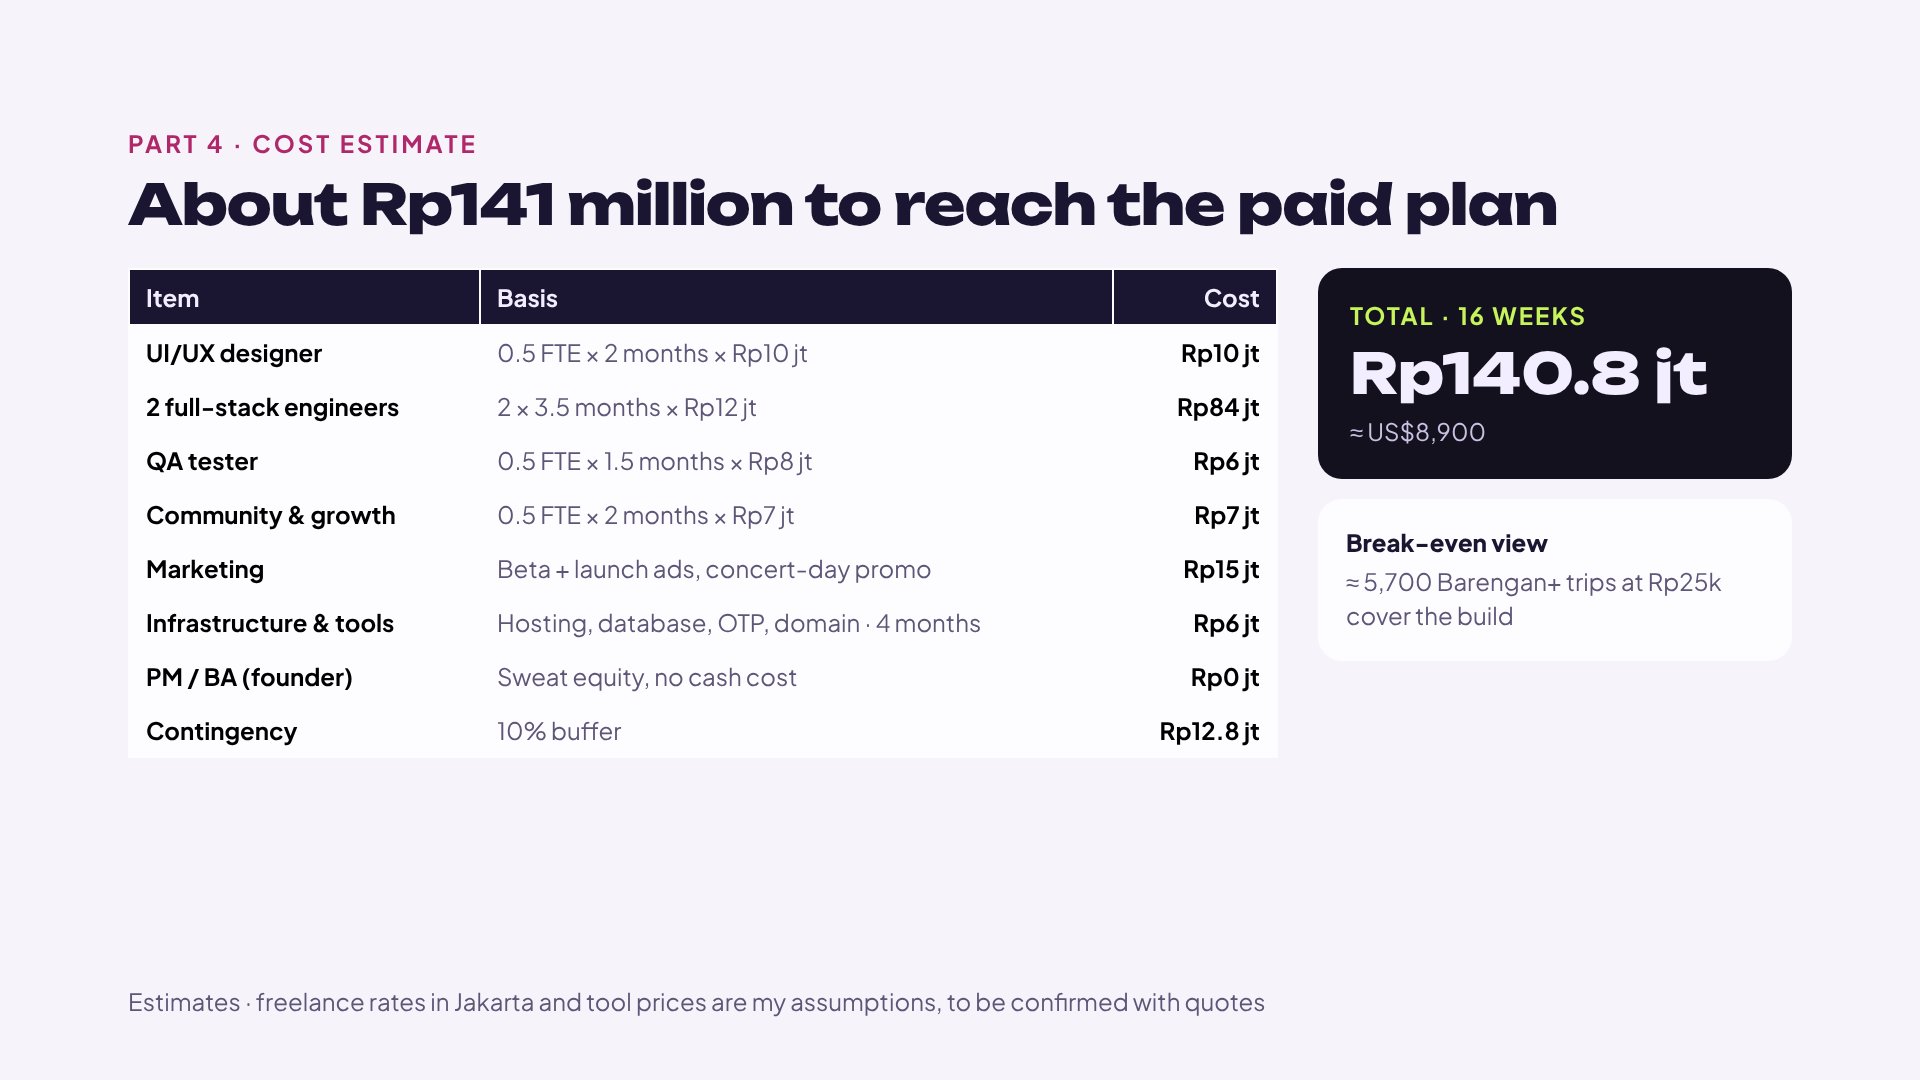 PART 4 · COST ESTIMATE
About Rp141 million to reach the paid plan
Item Basis Cost
UI/UX designer 0.5 FTE × 2 months × Rp10 jt Rp10 jt
2 full-stack engineers 2 × 3.5 months × Rp12 jt Rp84 jt
QA tester 0.5 FTE × 1.5 months × Rp8 jt Rp6 jt
Community & growth 0.5 FTE × 2 months × Rp7 jt Rp7 jt
Marketing Beta + launch ads, concert-day promo Rp15 jt
Infrastructure & tools Hosting, database, OTP, domain · 4 months Rp6 jt
PM / BA (founder) Sweat equity, no cash cost Rp0 jt
Contingency 10% buffer Rp12.8 jt
TOTAL · 16 WEEKS
Rp140.8 jt
≈ US$8,900
Break-even view
≈ 5,700 Barengan+ trips at Rp25k
cover the build
Estimates · freelance rates in Jakarta and tool prices are my assumptions, to be confirmed with quotes